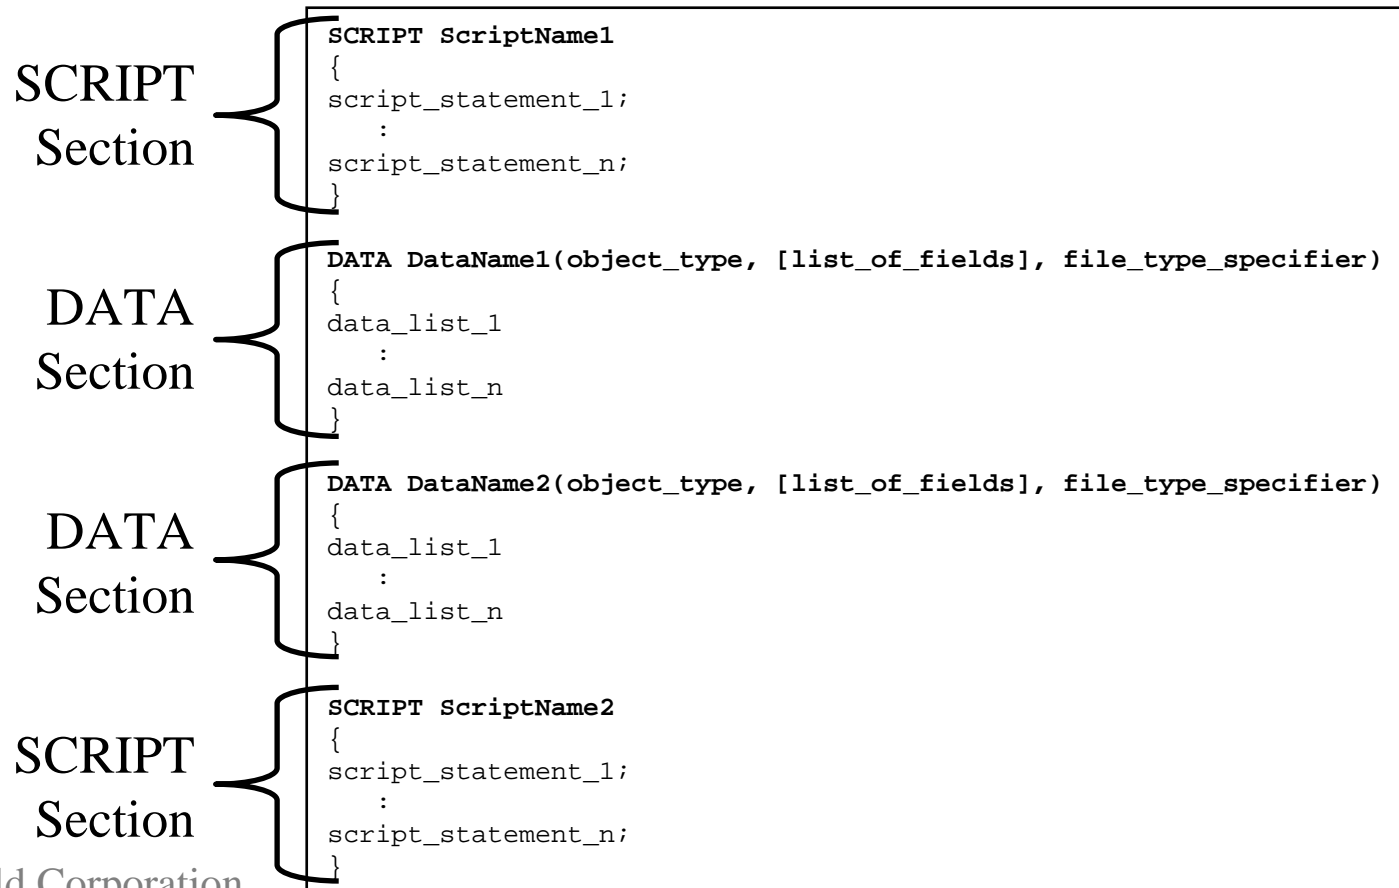 SCRIPT
Section
SCRIPT ScriptName1
{
script_statement_1;
:
script_statement_n;
}
DATA
Section
DATA DataName1(object_type, [list_of_fields], file_type_specifier)
{
data_list_1
:
data_list_n
}
DATA
Section
DATA DataName2(object_type, [list_of_fields], file_type_specifier)
{
data_list_1
:
data_list_n
}
SCRIPT
Section
SCRIPT ScriptName2
{
script_statement_1;
:
script_statement_n;
}
Corporation